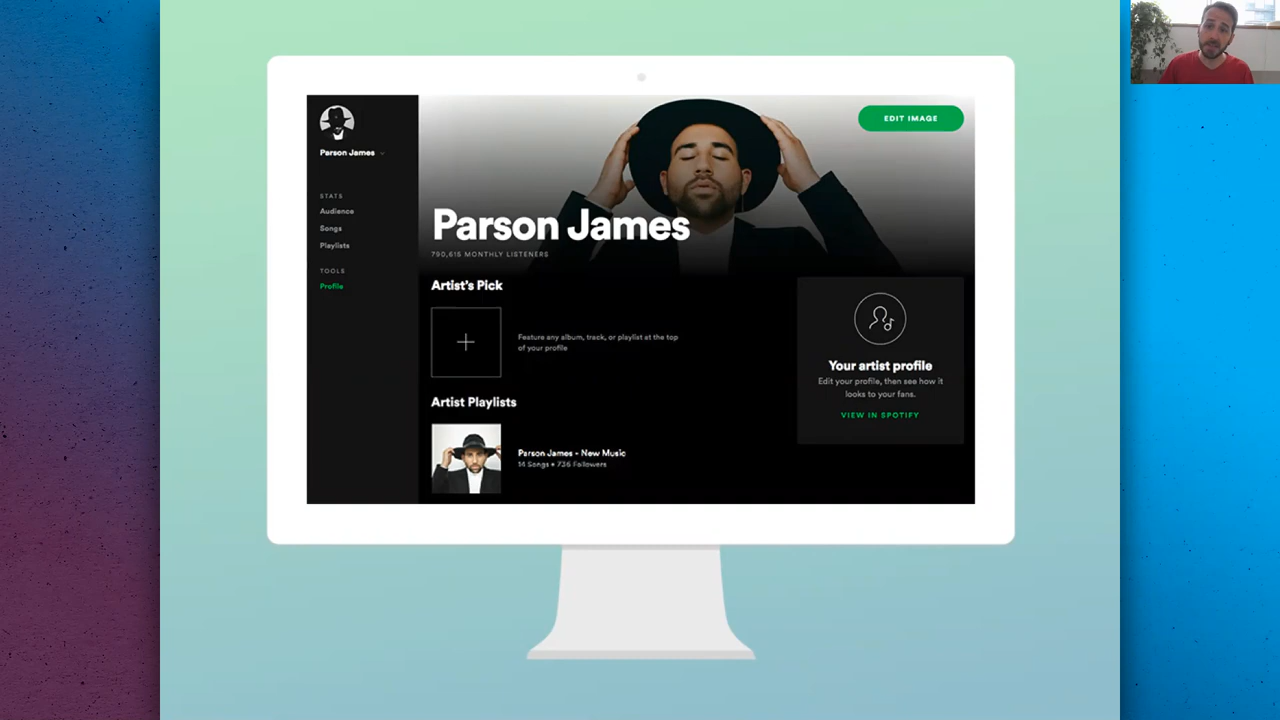 Parson James
STATS
Audience
Songs
Playlists
TOOLS
Profile
EDIT IMAGE
Parson James
790,615 MONTHLY LISTENERS
Artist's Pick
Feature any album, track, or playlist at the top
of your profile
Artist Playlists
Parson James - New Music
14 Songs • 736 Followers
Your artist profile
Edit your profile, then see how it
looks to your fans.
VIEW IN SPOTIFY